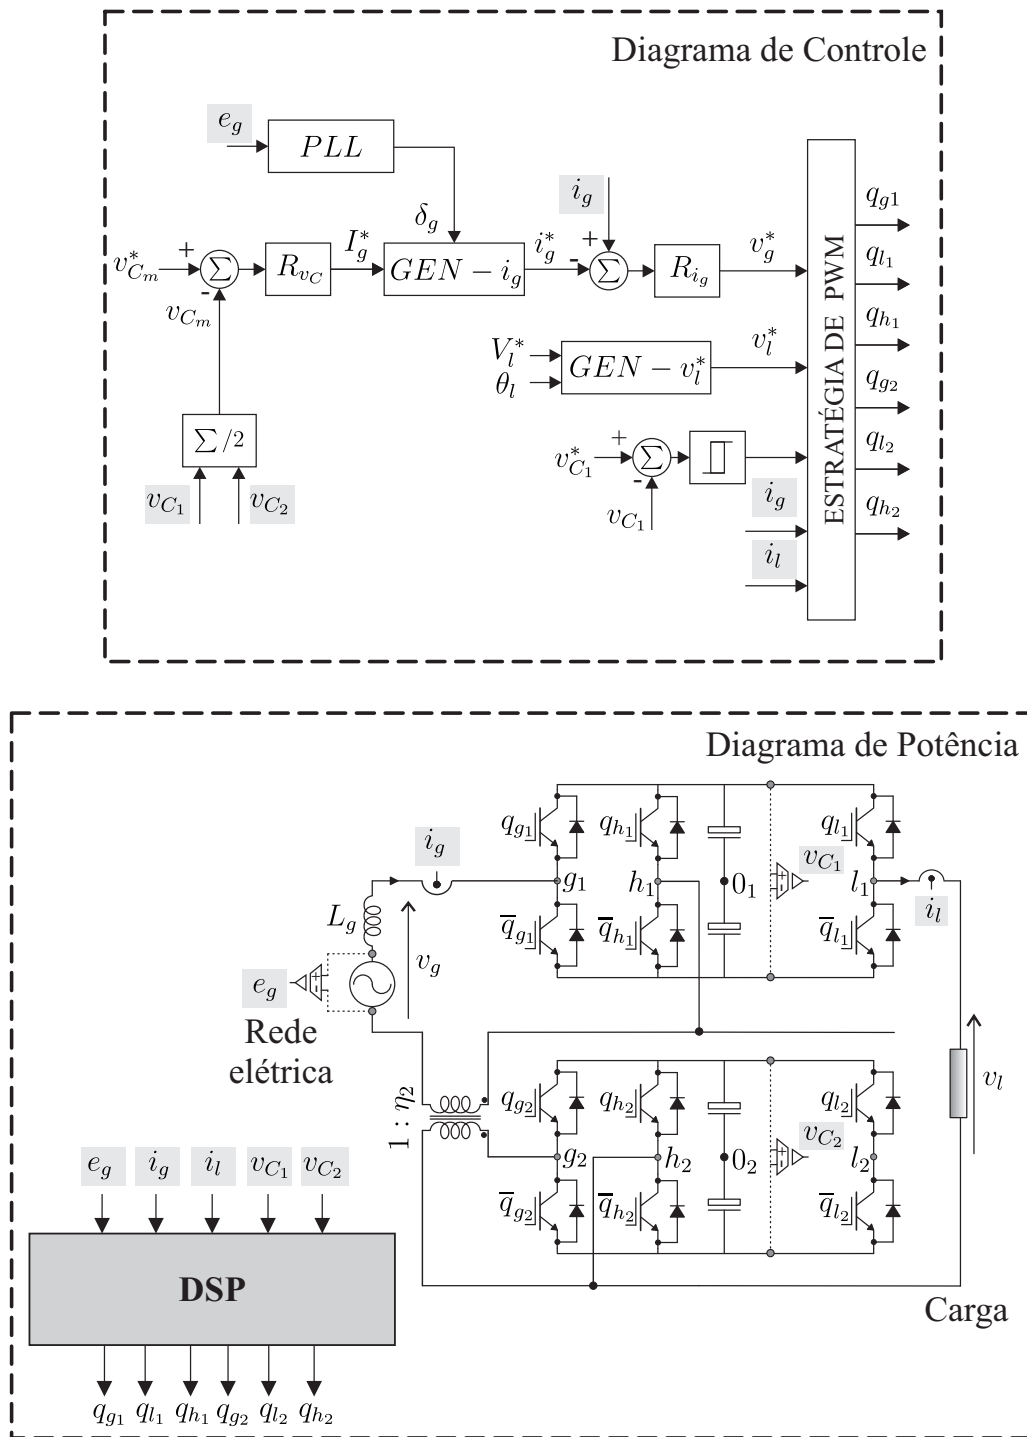 Diagrama de Controle
e_g
PLL
δ_g
i_g
v*_{C_m}
+
Σ
-
R_{v_C}
I*_g
GEN − i_g
i*_g
-
+
Σ
R_{i_g}
v*_g
v_{C_m}
V*_l
θ_l
GEN − v*_l
v*_l
Σ/2
v_{C_1}
v_{C_2}
v*_{C_1}
+
Σ
-
v_{C_1}
i_g
i_l
ESTRATÉGIA DE PWM
q_{g1}
q_{l_1}
q_{h_1}
q_{g_2}
q_{l_2}
q_{h_2}
Diagrama de Potência
q_{g_1}
q_{h_1}
q_{l_1}
i_g
g_1
h_1
0_1
v_{C_1}
l_1
i_l
L_g
q̅_{g_1}
q̅_{h_1}
q̅_{l_1}
v_g
e_g
Rede
elétrica
1 : η_2
q_{g_2}
q_{h_2}
q_{l_2}
v_l
g_2
h_2
0_2
v_{C_2}
l_2
q̅_{g_2}
q̅_{h_2}
q̅_{l_2}
e_g i_g i_l v_{C_1} v_{C_2}
DSP
Carga
q_{g_1} q_{l_1} q_{h_1} q_{g_2} q_{l_2} q_{h_2}